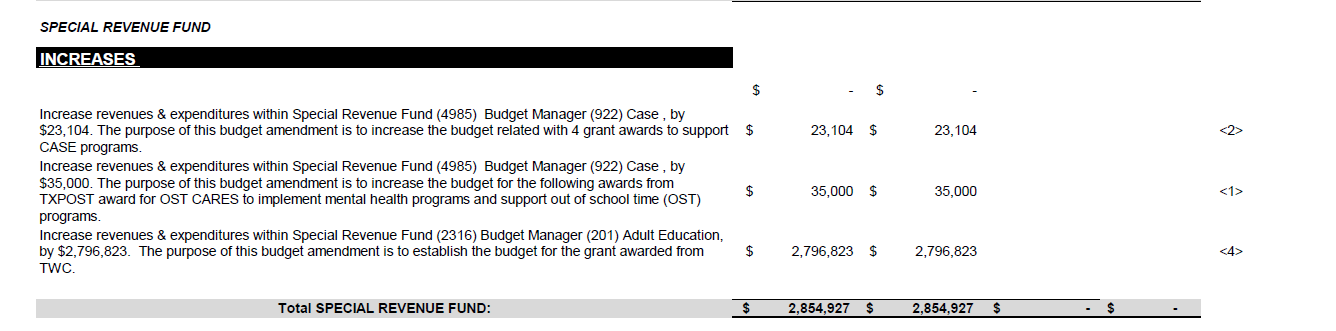 SPECIAL REVENUE FUND
INCREASES
$ - $ -
Increase revenues & expenditures within Special Revenue Fund (4985)  Budget Manager (922) Case , by
$23,104. The purpose of this budget amendment is to increase the budget related with 4 grant awards to support $ 23,104 $ 23,104 <2>
CASE programs.
Increase revenues & expenditures within Special Revenue Fund (4985)  Budget Manager (922) Case , by
$35,000. The purpose of this budget amendment is to increase the budget for the following awards from
TXPOST award for OST CARES to implement mental health programs and support out of school time (OST) $ 35,000 $ 35,000 <1>
programs.
Increase revenues & expenditures within Special Revenue Fund (2316) Budget Manager (201) Adult Education,
by $2,796,823.  The purpose of this budget amendment is to establish the budget for the grant awarded from $ 2,796,823 $ 2,796,823 <4>
TWC.
Total SPECIAL REVENUE FUND: $ 2,854,927 $ 2,854,927 $ - $ -